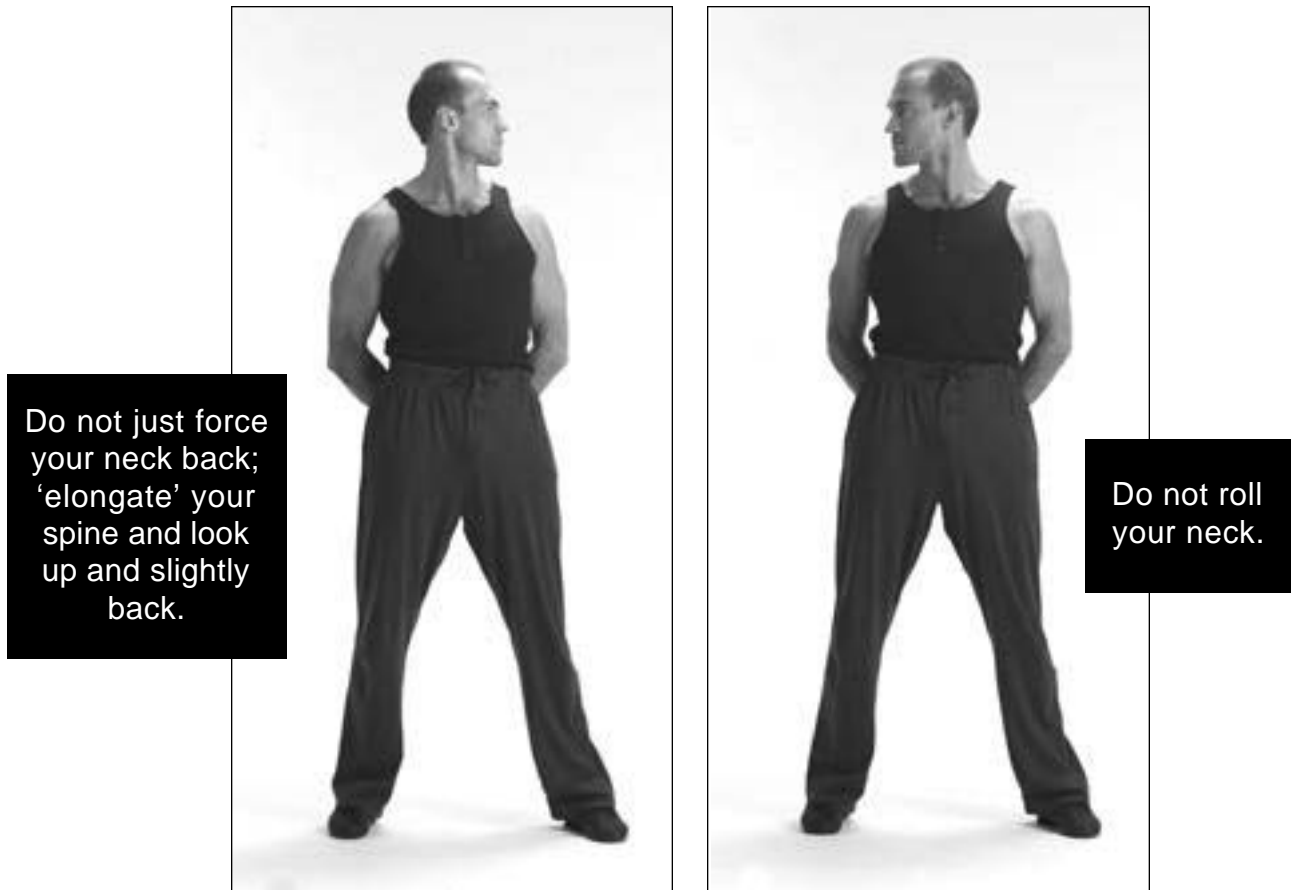 Do not just force
your neck back;
‘elongate’ your
spine and look
up and slightly
back.
Do not roll
your neck.